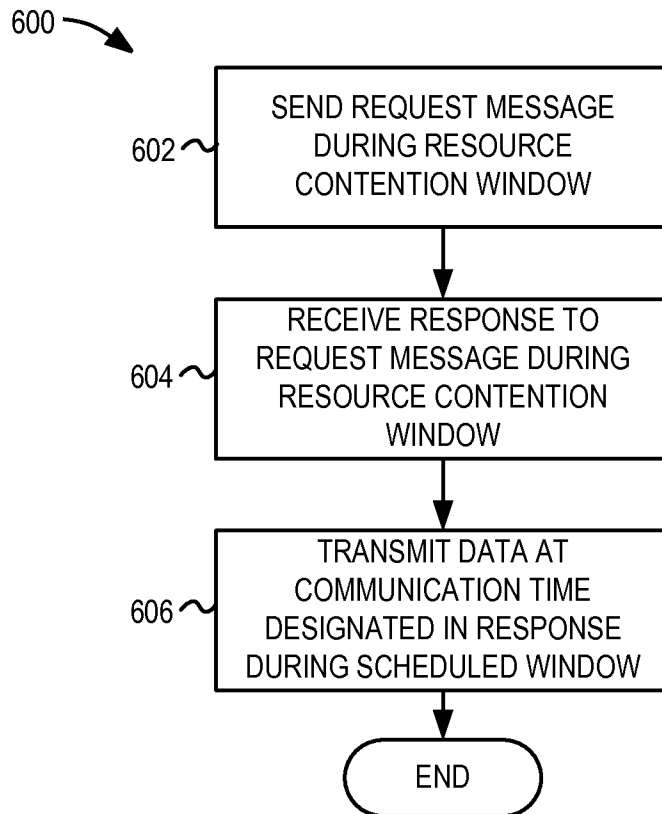 600
SEND REQUEST MESSAGE
DURING RESOURCE
CONTENTION WINDOW
602
RECEIVE RESPONSE TO
REQUEST MESSAGE DURING
RESOURCE CONTENTION
WINDOW
604
TRANSMIT DATA AT
COMMUNICATION TIME
DESIGNATED IN RESPONSE
DURING SCHEDULED WINDOW
606
END